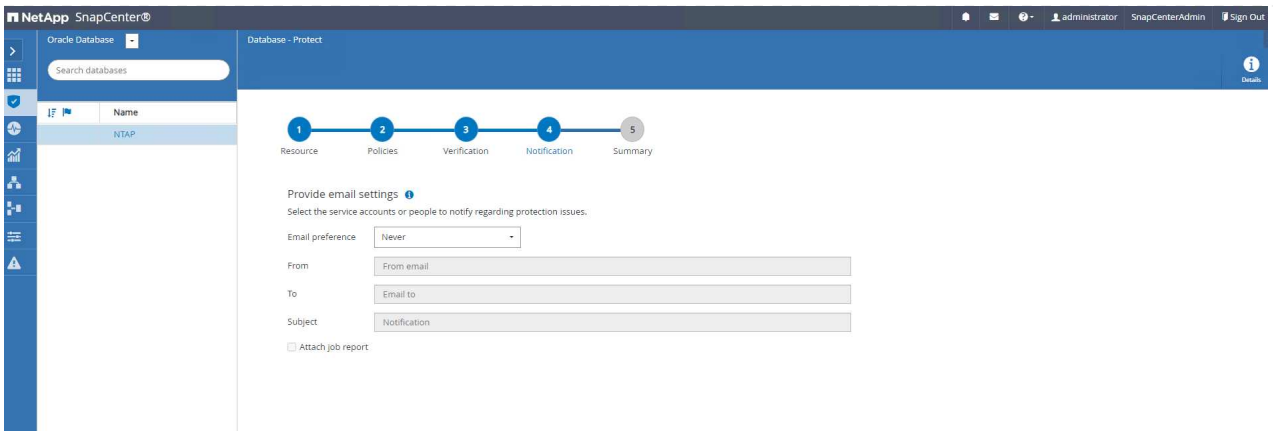 NetApp SnapCenter®
administrator SnapCenterAdmin Sign Out
Oracle Database
Database - Protect
Search databases
Details
Name
NTAP
1 2 3 4 5
Resource Policies Verification Notification Summary
Provide email settings
Select the service accounts or people to notify regarding protection issues.
Email preference Never
From From email
To Email to
Subject Notification
Attach job report